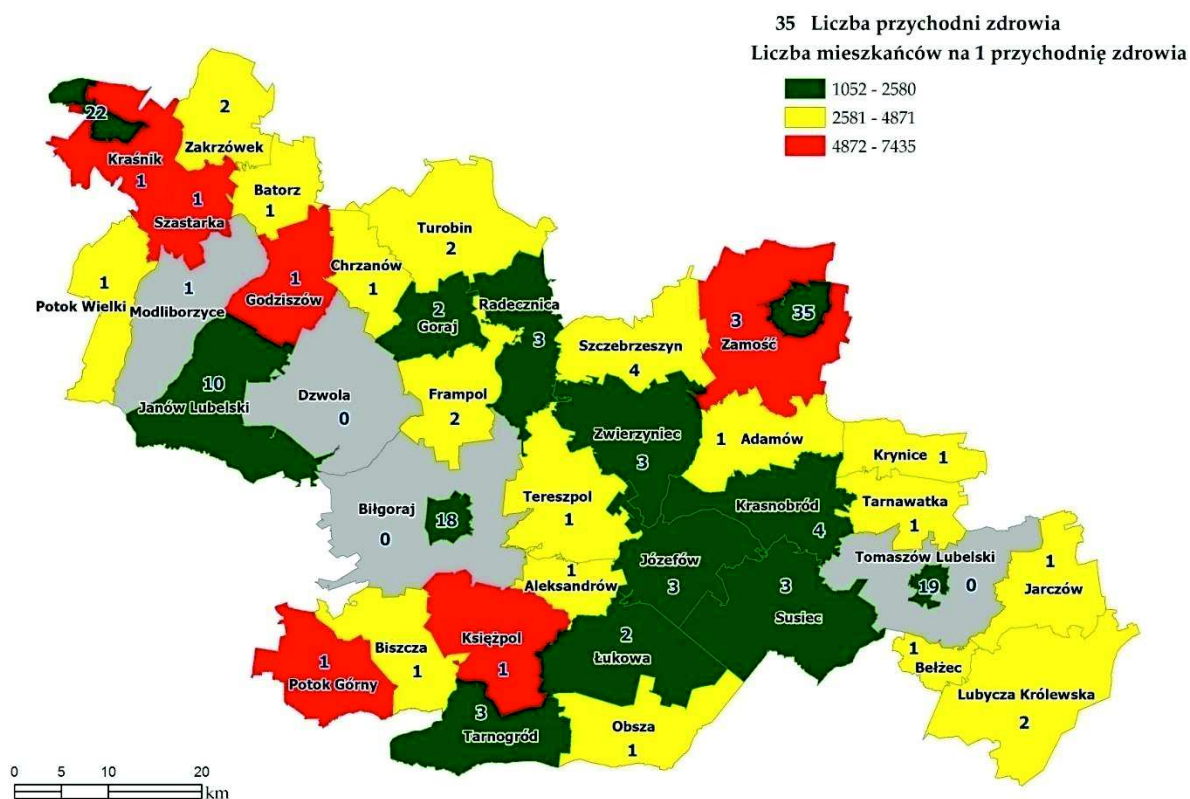 35 Liczba przychodni zdrowia
Liczba mieszkańców na 1 przychodnię zdrowia
1052 - 2580
2581 - 4871
4872 - 7435
22
2
Zakrzówek
Kraśnik
1
1
Szastarka
Batorz
1
Turobin
2
1
Potok Wielki
1
Modliborzyce
1
Godziszów
Chrzanów
1
2
Goraj
Radecznica
3
Szczebrzeszyn
4
3
Zamość
35
10
Janów Lubelski
Dzwola
0
Frampol
2
Zwierzyniec
3
1
Adamów
Krynice 1
Biłgoraj
0
18
Tereszpol
1
Krasnobród
4
Tarnawatka
1
Tomaszów Lubelski
19
0
1
Jarczów
1
Aleksandrów
Józefów
3
3
Susiec
1
Potok Górny
Biszcza
1
Księżpol
1
2
Łukowa
1
Bełżec
Lubycza Królewska
2
3
Tarnogród
Obsza
1
0 5 10 20
km